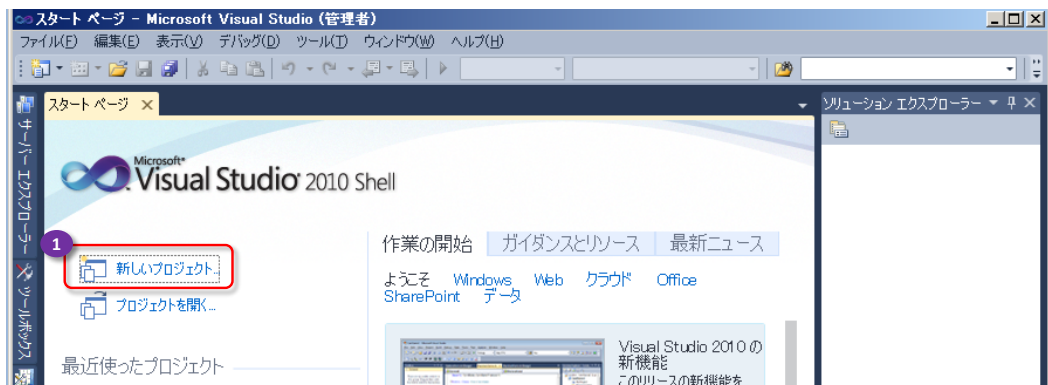 スタート ページ - Microsoft Visual Studio (管理者)
ファイル(F) 編集(E) 表示(V) デバッグ(D) ツール(T) ウィンドウ(W) ヘルプ(H)
スタート ページ
ソリューション エクスプローラー
サーバー エクスプローラー
ツールボックス
Microsoft
Visual Studio 2010 Shell
1
新しいプロジェクト...
プロジェクトを開く...
最近使ったプロジェクト
作業の開始 ガイダンスとリソース 最新ニュース
ようこそ Windows Web クラウド Office
SharePoint データ
Visual Studio 2010 の
新機能
このリリースの新機能を